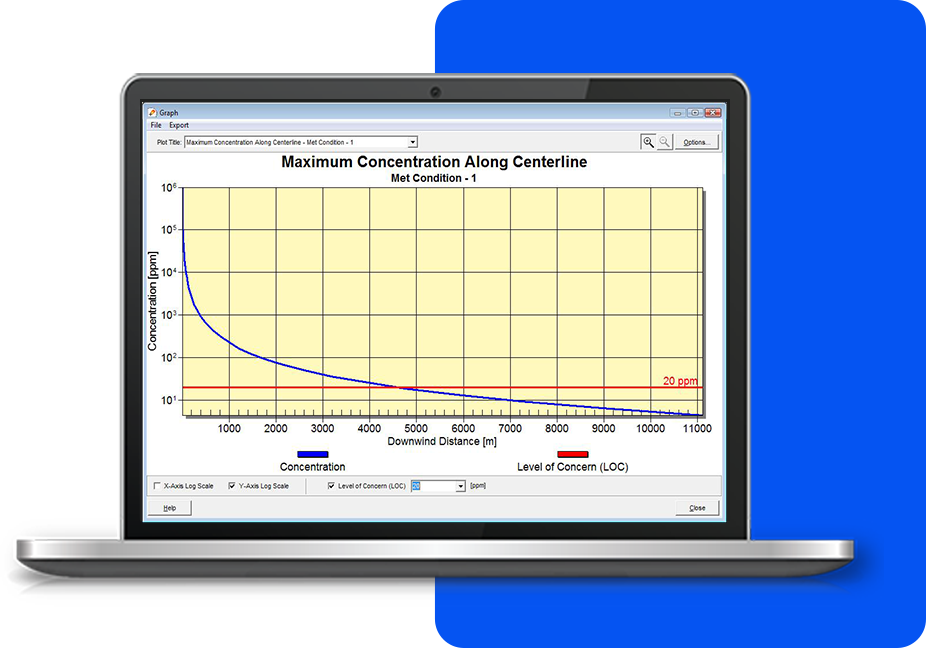 Graph
File Export
Plot Title: Maximum Concentration Along Centerline - Met Condition - 1 Options...
Maximum Concentration Along Centerline
Met Condition - 1
10^6
10^5
10^4
10^3
10^2
10^1
Concentration [ppm]
20 ppm
1000 2000 3000 4000 5000 6000 7000 8000 9000 10000 11000
Downwind Distance [m]
Concentration Level of Concern (LOC)
X-Axis Log Scale Y-Axis Log Scale Level of Concern (LOC) 20 [ppm]
Help Close